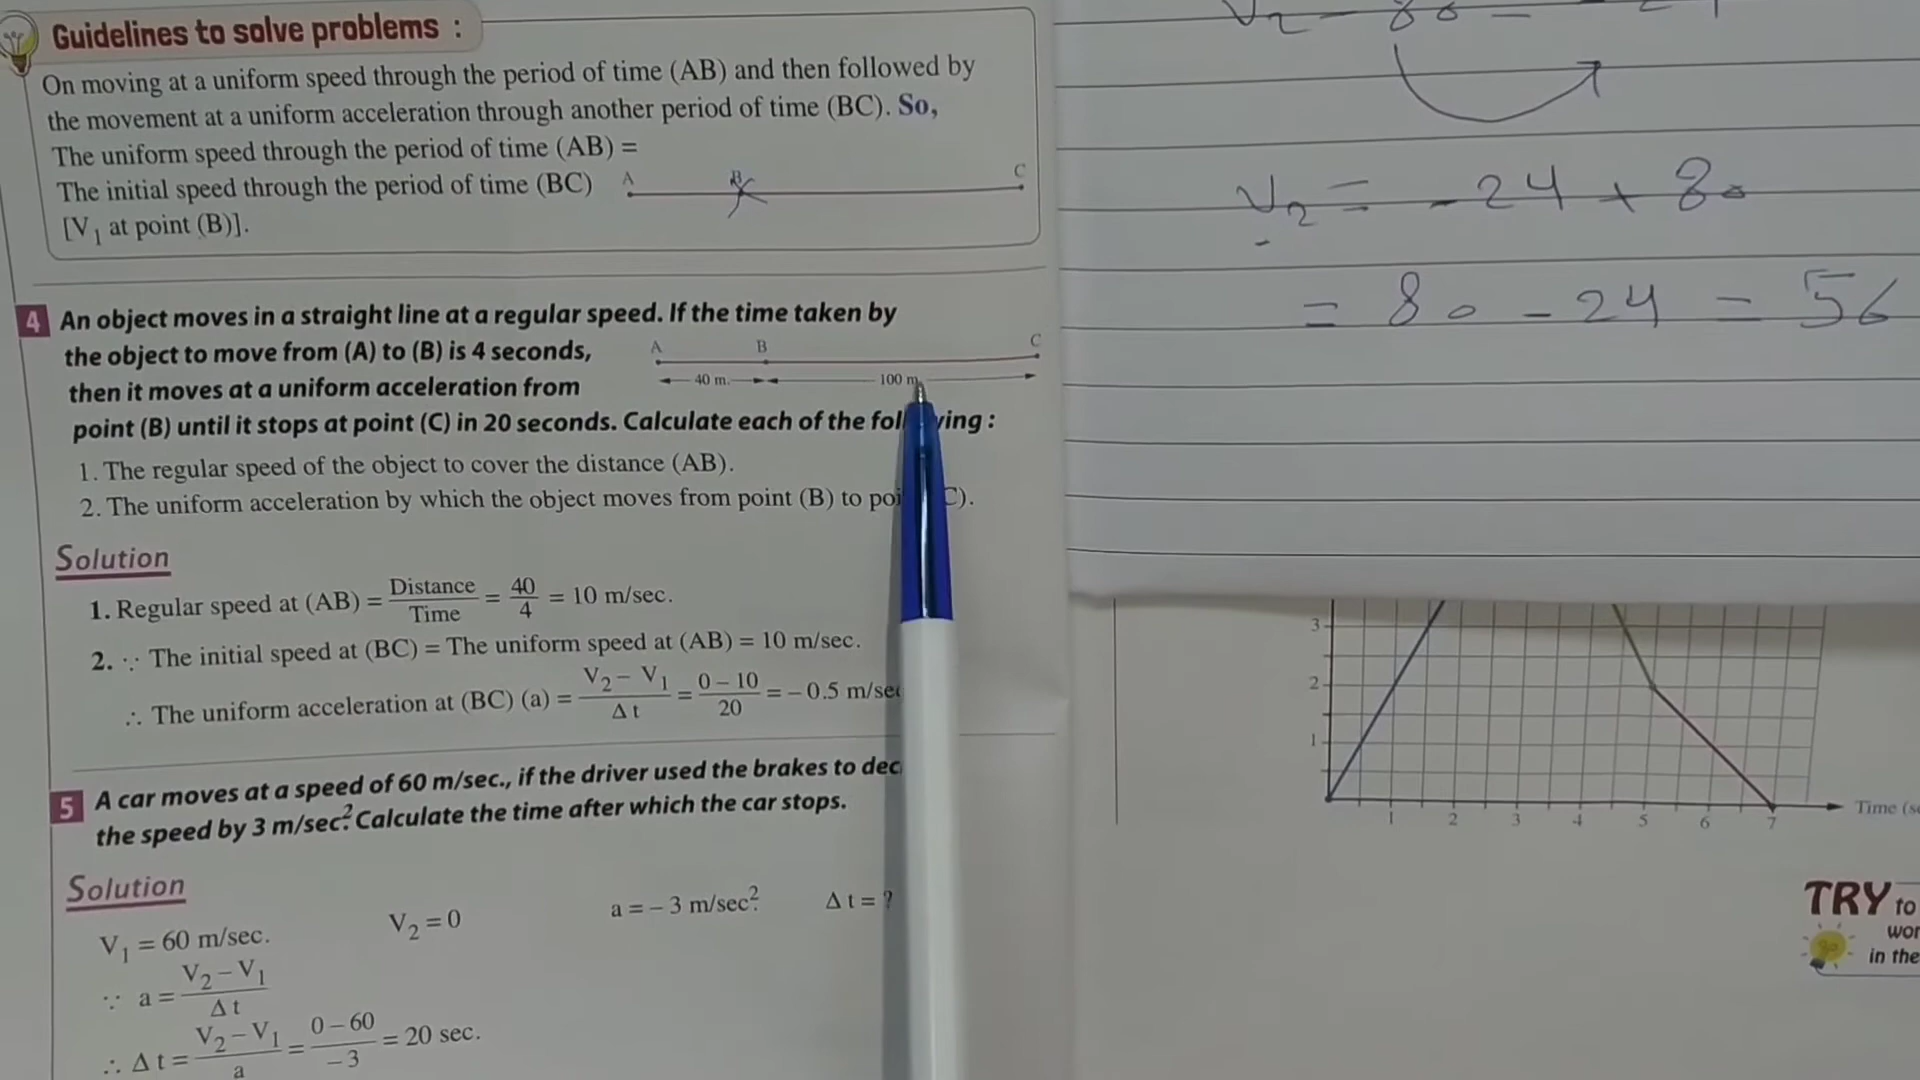 Guidelines to solve problems :
On moving at a uniform speed through the period of time (AB) and then followed by
the movement at a uniform acceleration through another period of time (BC). So,
The uniform speed through the period of time (AB) =
The initial speed through the period of time (BC)
[V₁ at point (B)].
A B C
4 An object moves in a straight line at a regular speed. If the time taken by
the object to move from (A) to (B) is 4 seconds,
then it moves at a uniform acceleration from
point (B) until it stops at point (C) in 20 seconds. Calculate each of the following :
A B C
40 m. 100 m.
1. The regular speed of the object to cover the distance (AB).
2. The uniform acceleration by which the object moves from point (B) to poi C).
Solution
1. Regular speed at (AB) = Distance / Time = 40 / 4 = 10 m/sec.
2. ∵ The initial speed at (BC) = The uniform speed at (AB) = 10 m/sec.
∴ The uniform acceleration at (BC) (a) = V₂ – V₁ / Δ t = 0 – 10 / 20 = – 0.5 m/sec
5 A car moves at a speed of 60 m/sec., if the driver used the brakes to dec
the speed by 3 m/sec². Calculate the time after which the car stops.
Solution
V₁ = 60 m/sec. V₂ = 0 a = – 3 m/sec². Δ t = ?
∵ a = V₂ – V₁ / Δ t
∴ Δ t = V₂ – V₁ / a = 0 – 60 / – 3 = 20 sec.
V₂ = - 24 + 80
= 80 - 24 = 56
3
2
1
1 2 3 4 5 6 7
Time (s
TRY to
wor
in the